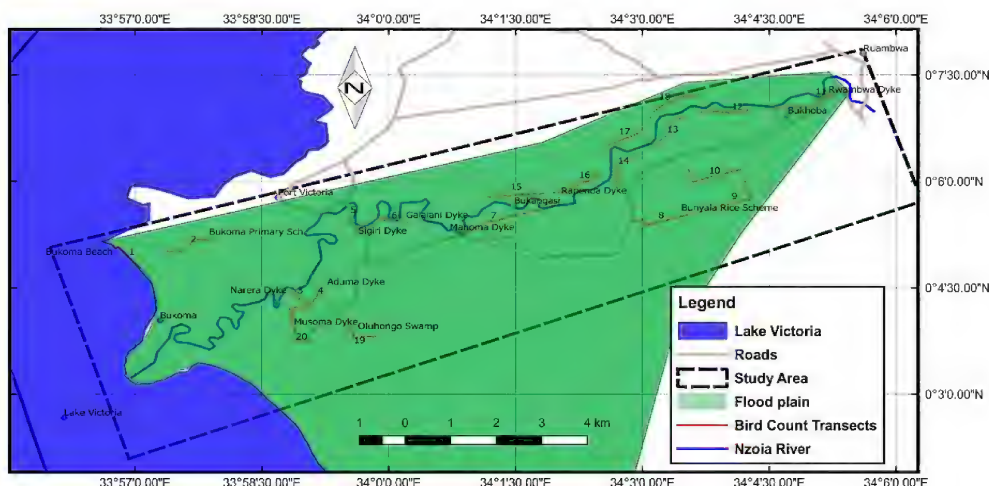 33°57'0.00"E 33°58'30.00"E 34°0'0.00"E 34°1'30.00"E 34°3'0.00"E 34°4'30.00"E 34°6'0.00"E
Ruambwa
0°7'30.00"N
Rwambwa Dyke
11
18
12
Bukhoba
N
13
17
14
0°6'0.00"N
10
16
Port Victoria
15
Rapenda Dyke
9
Bukangasi
Bunyala Rice Scheme
5
6
Gafalani Dyke
7
8
Sigiri Dyke
Mahoma Dyke
Bukoma Primary Sch
2
Bukoma Beach
1
0°4'30.00"N
Aduma Dyke
Narera Dyke
3
4
Bukoma
Musoma Dyke
Oluhongo Swamp
20
19
0°3'0.00"N
Lake Victoria
Legend
Lake Victoria
Roads
Study Area
Flood plain
Bird Count Transects
Nzoia River
1 0 1 2 3 4 km
33°57'0.00"E 33°58'30.00"E 34°0'0.00"E 34°1'30.00"E 34°3'0.00"E 34°4'30.00"E 34°6'0.00"E